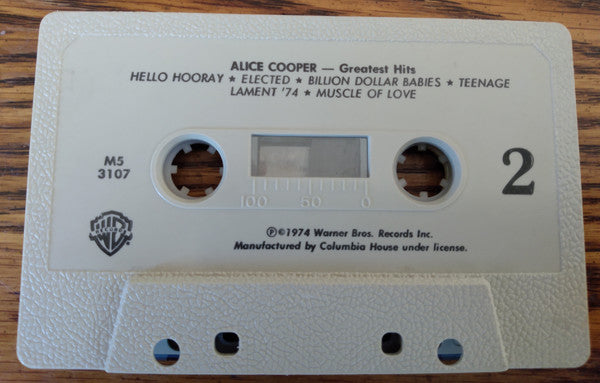 ALICE COOPER — Greatest Hits
HELLO HOORAY ★ ELECTED ★ BILLION DOLLAR BABIES ★ TEENAGE
LAMENT '74 ★ MUSCLE OF LOVE
M5
3107
2
100 50 0
℗©1974 Warner Bros. Records Inc.
Manufactured by Columbia House under license.